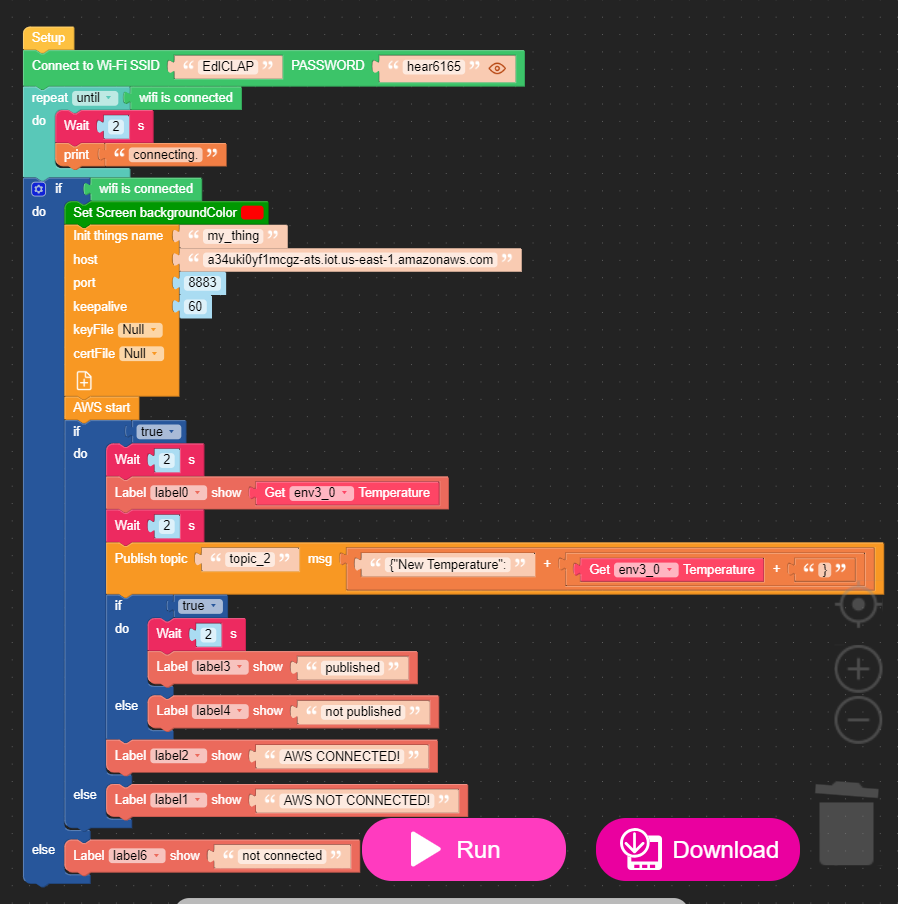 Setup
Connect to Wi-Fi SSID “ EdICLAP ” PASSWORD “ hear6165 ”
repeat until wifi is connected
do Wait 2 s
print “ connecting. ”
if wifi is connected
do Set Screen backgroundColor
Init things name “ my_thing ”
host “ a34uki0yf1mcgz-ats.iot.us-east-1.amazonaws.com ”
port 8883
keepalive 60
keyFile Null
certFile Null
AWS start
if true
do Wait 2 s
Label label0 show Get env3_0 Temperature
Wait 2 s
Publish topic “ topic_2 ” msg “ {"New Temperature": ” + Get env3_0 Temperature + “ } ”
if true
do Wait 2 s
Label label3 show “ published ”
else Label label4 show “ not published ”
Label label2 show “ AWS CONNECTED! ”
else Label label1 show “ AWS NOT CONNECTED! ”
else Label label6 show “ not connected ”
Run Download